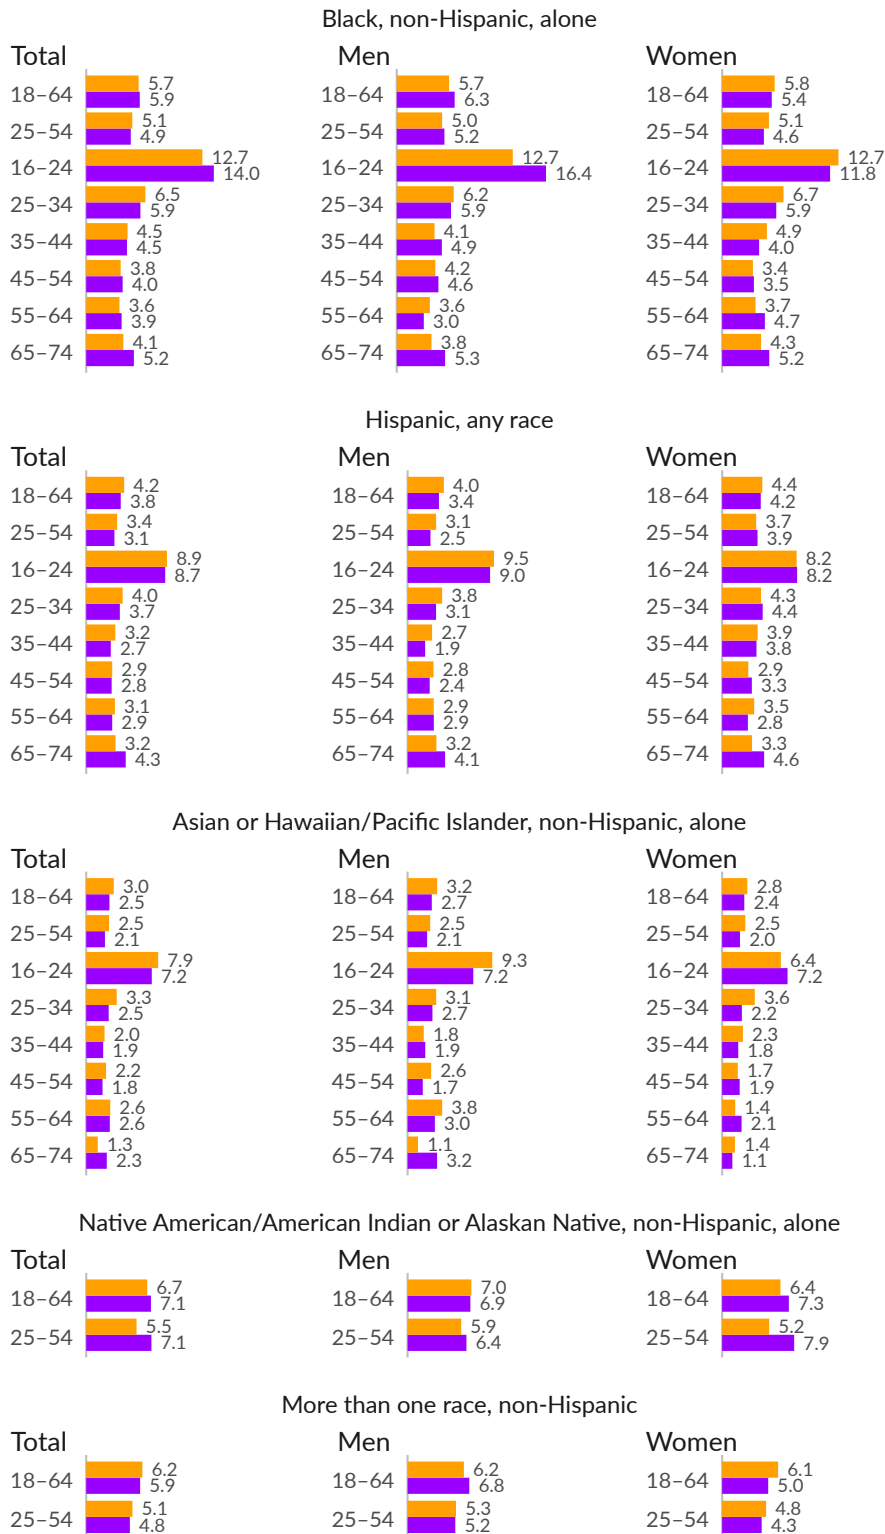 Black, non-Hispanic, alone
Total
Men
Women
18–64 5.7 5.9
18–64 5.7 6.3
18–64 5.8 5.4
25–54 5.1 4.9
25–54 5.0 5.2
25–54 5.1 4.6
16–24 12.7 14.0
16–24 12.7 16.4
16–24 12.7 11.8
25–34 6.5 5.9
25–34 6.2 5.9
25–34 6.7 5.9
35–44 4.5 4.5
35–44 4.1 4.9
35–44 4.9 4.0
45–54 3.8 4.0
45–54 4.2 4.6
45–54 3.4 3.5
55–64 3.6 3.9
55–64 3.6 3.0
55–64 3.7 4.7
65–74 4.1 5.2
65–74 3.8 5.3
65–74 4.3 5.2
Hispanic, any race
Total
Men
Women
18–64 4.2 3.8
18–64 4.0 3.4
18–64 4.4 4.2
25–54 3.4 3.1
25–54 3.1 2.5
25–54 3.7 3.9
16–24 8.9 8.7
16–24 9.5 9.0
16–24 8.2 8.2
25–34 4.0 3.7
25–34 3.8 3.1
25–34 4.3 4.4
35–44 3.2 2.7
35–44 2.7 1.9
35–44 3.9 3.8
45–54 2.9 2.8
45–54 2.8 2.4
45–54 2.9 3.3
55–64 3.1 2.9
55–64 2.9 2.9
55–64 3.5 2.8
65–74 3.2 4.3
65–74 3.2 4.1
65–74 3.3 4.6
Asian or Hawaiian/Pacific Islander, non-Hispanic, alone
Total
Men
Women
18–64 3.0 2.5
18–64 3.2 2.7
18–64 2.8 2.4
25–54 2.5 2.1
25–54 2.5 2.1
25–54 2.5 2.0
16–24 7.9 7.2
16–24 9.3 7.2
16–24 6.4 7.2
25–34 3.3 2.5
25–34 3.1 2.7
25–34 3.6 2.2
35–44 2.0 1.9
35–44 1.8 1.9
35–44 2.3 1.8
45–54 2.2 1.8
45–54 2.6 1.7
45–54 1.7 1.9
55–64 2.6 2.6
55–64 3.8 3.0
55–64 1.4 2.1
65–74 1.3 2.3
65–74 1.1 3.2
65–74 1.4 1.1
Native American/American Indian or Alaskan Native, non-Hispanic, alone
Total
Men
Women
18–64 6.7 7.1
18–64 7.0 6.9
18–64 6.4 7.3
25–54 5.5 7.1
25–54 5.9 6.4
25–54 5.2 7.9
More than one race, non-Hispanic
Total
Men
Women
18–64 6.2 5.9
18–64 6.2 6.8
18–64 6.1 5.0
25–54 5.1 4.8
25–54 5.3 5.2
25–54 4.8 4.3